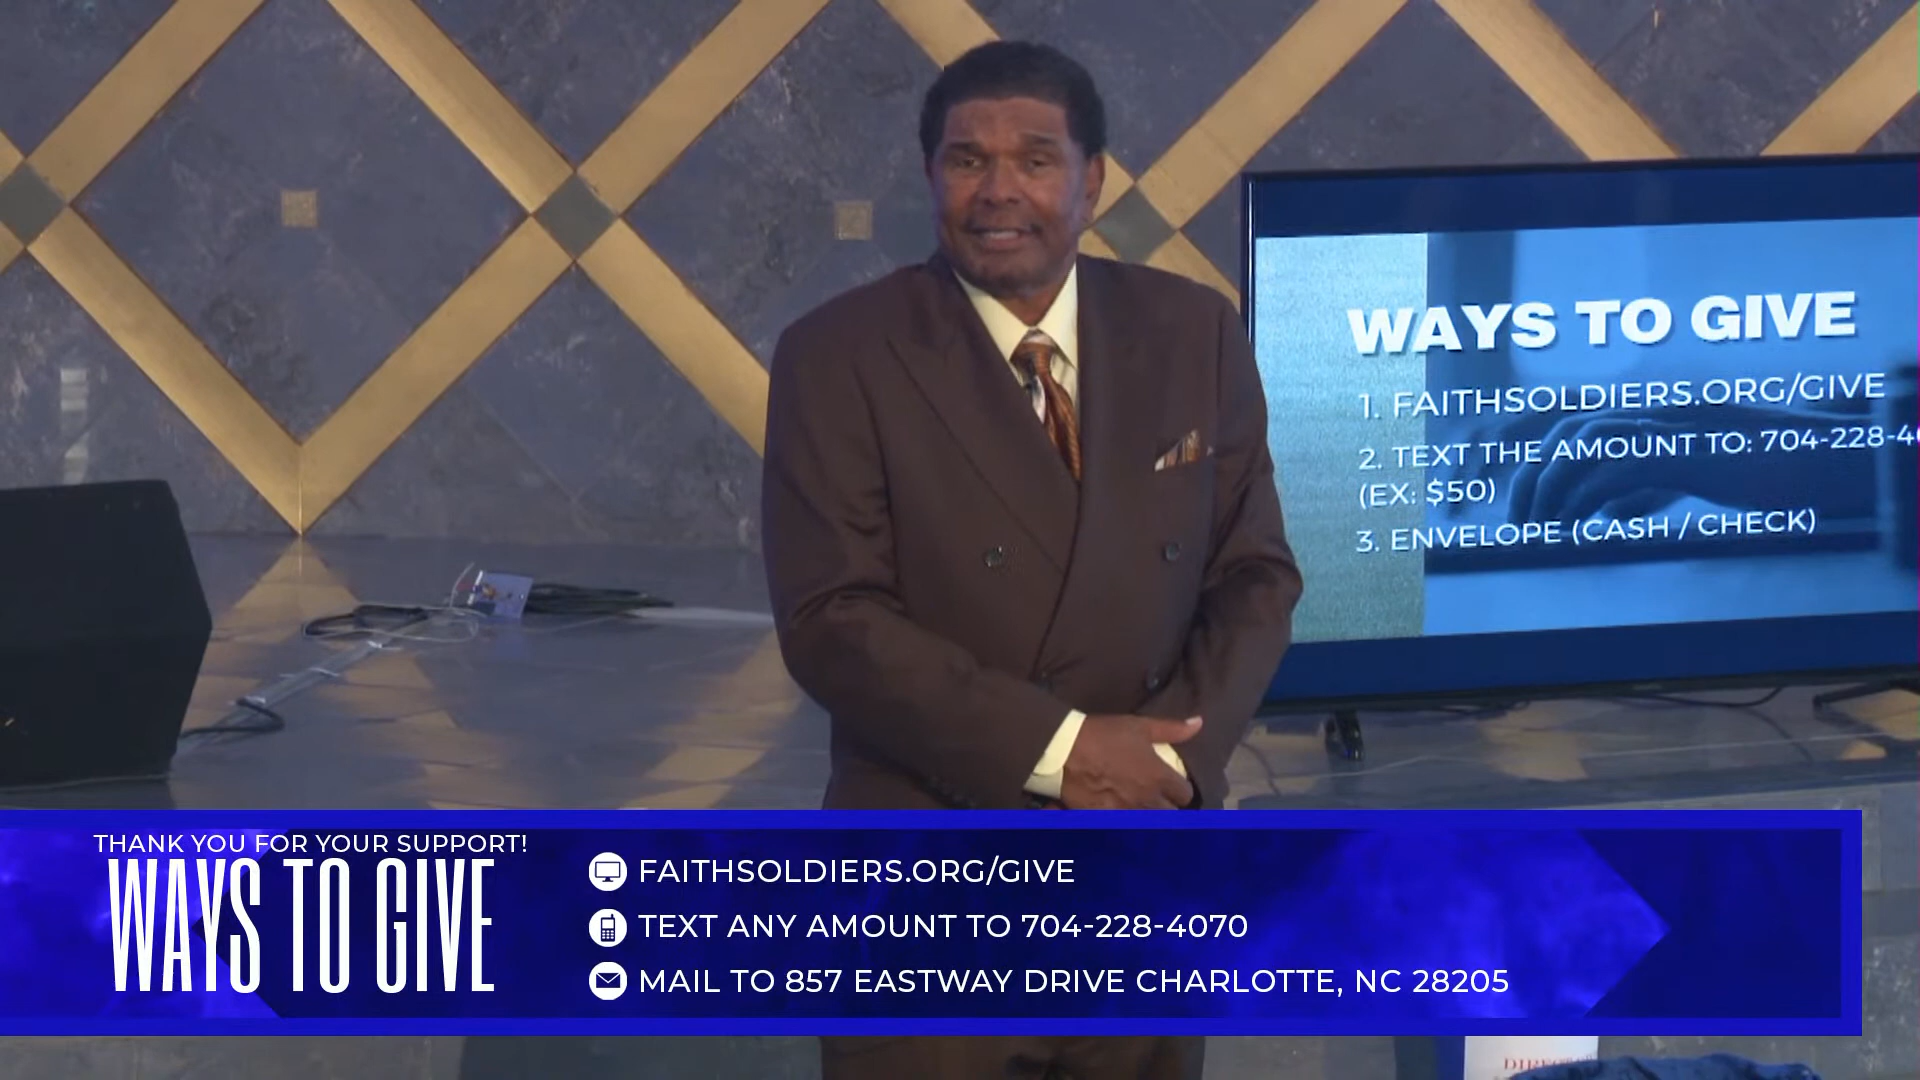 WAYS TO GIVE
1. FAITHSOLDIERS.ORG/GIVE
2. TEXT THE AMOUNT TO: 704-228-4
(EX: $50)
3. ENVELOPE (CASH / CHECK)
THANK YOU FOR YOUR SUPPORT!
WAYS TO GIVE
FAITHSOLDIERS.ORG/GIVE
TEXT ANY AMOUNT TO 704-228-4070
MAIL TO 857 EASTWAY DRIVE CHARLOTTE, NC 28205